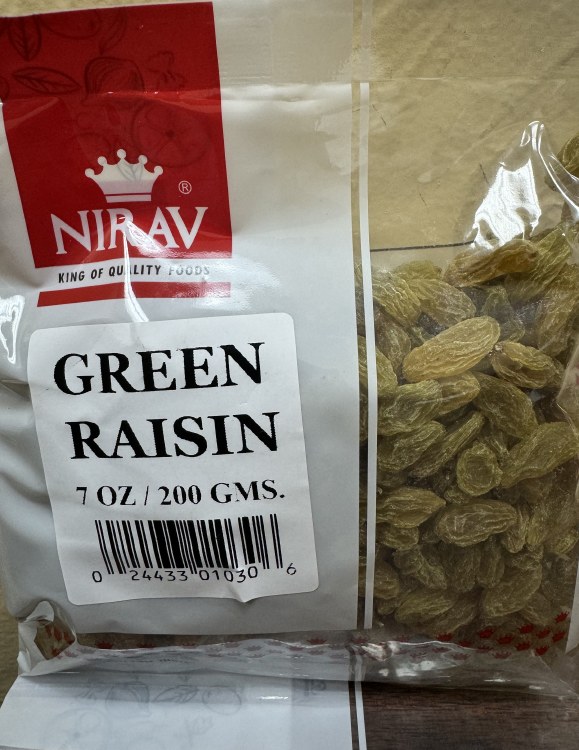 ®
NIRAV
KING OF QUALITY FOODS
GREEN
RAISIN
7 OZ / 200 GMS.
0 24433 01030 6